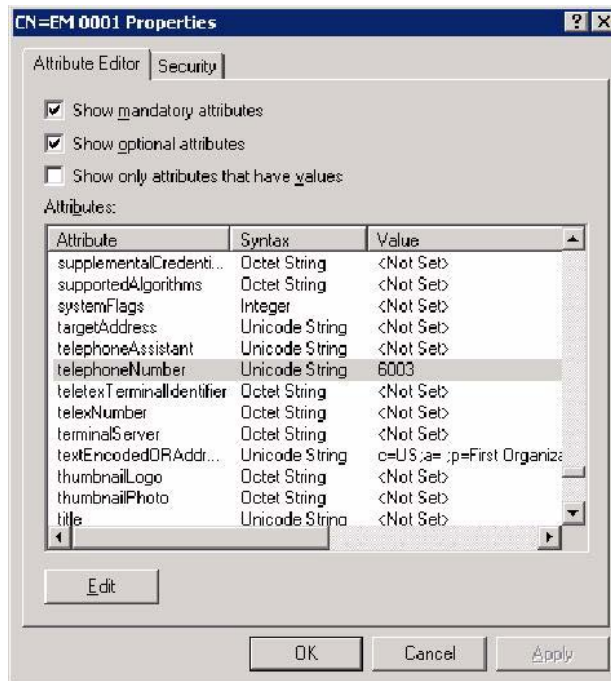 CN=EM 0001 Properties
Attribute Editor Security
Show mandatory attributes
Show optional attributes
Show only attributes that have values
Attributes:
Attribute Syntax Value
supplementalCredenti... Octet String <Not Set>
supportedAlgorithms Octet String <Not Set>
systemFlags Integer <Not Set>
targetAddress Unicode String <Not Set>
telephoneAssistant Unicode String <Not Set>
telephoneNumber Unicode String 6003
teletexTerminalIdentifier Octet String <Not Set>
telexNumber Octet String <Not Set>
terminalServer Octet String <Not Set>
textEncodedORAddr... Unicode String c=US;a= ;p=First Organiza
thumbnailLogo Octet String <Not Set>
thumbnailPhoto Octet String <Not Set>
title Unicode String <Not Set>
Edit
OK Cancel Apply